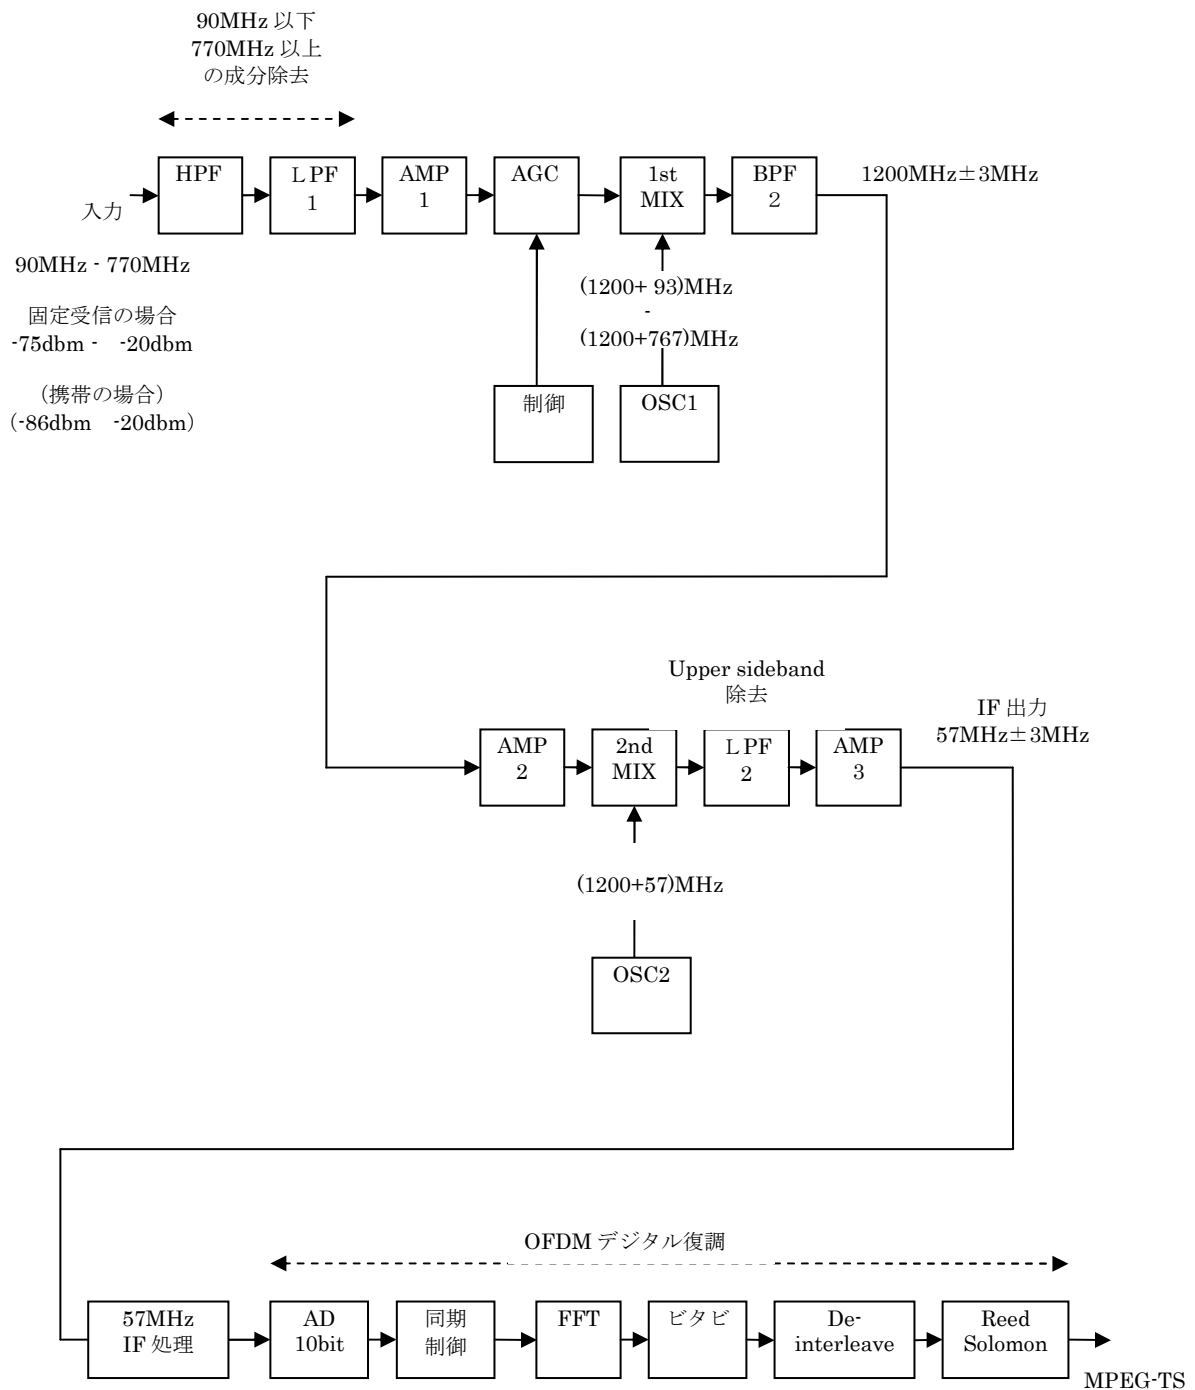 90MHz 以下
770MHz 以上
の成分除去
HPF
ＬPF
1
AMP
1
AGC
1st
MIX
BPF
２
1200MHz±3MHz
入力
90MHz - 770MHz
固定受信の場合
-75dbm - -20dbm
（携帯の場合）
（-86dbm -20dbm）
(1200+ 93)MHz
-
(1200+767)MHz
制御
OSC1
Upper sideband
除去
IF 出力
57MHz±3MHz
AMP
2
2nd
MIX
ＬPF
2
AMP
3
(1200+57)MHz
OSC2
OFDM デジタル復調
57MHz
IF 処理
AD
10bit
同期
制御
FFT
ビタビ
De-
interleave
Reed
Solomon
MPEG-TS